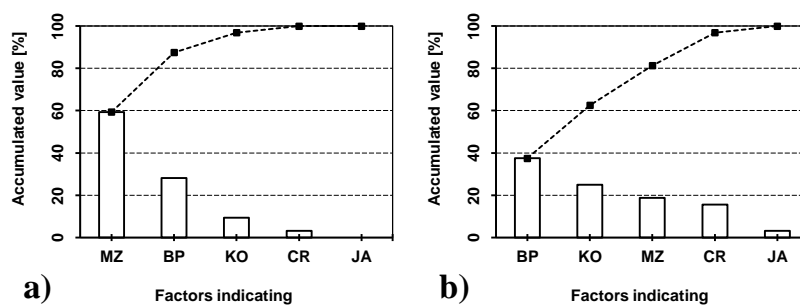 Accumulated value [%]
100
80
60
40
20
0
MZ BP KO CR JA
a)
Factors indicating
Accumulated value [%]
100
80
60
40
20
0
BP KO MZ CR JA
b)
Factors indicating